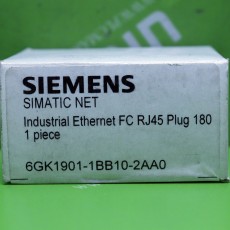 SIEMENS
SIMATIC NET
Industrial Ethernet FC RJ45 Plug 180
1 piece
6GK1901-1BB10-2AA0